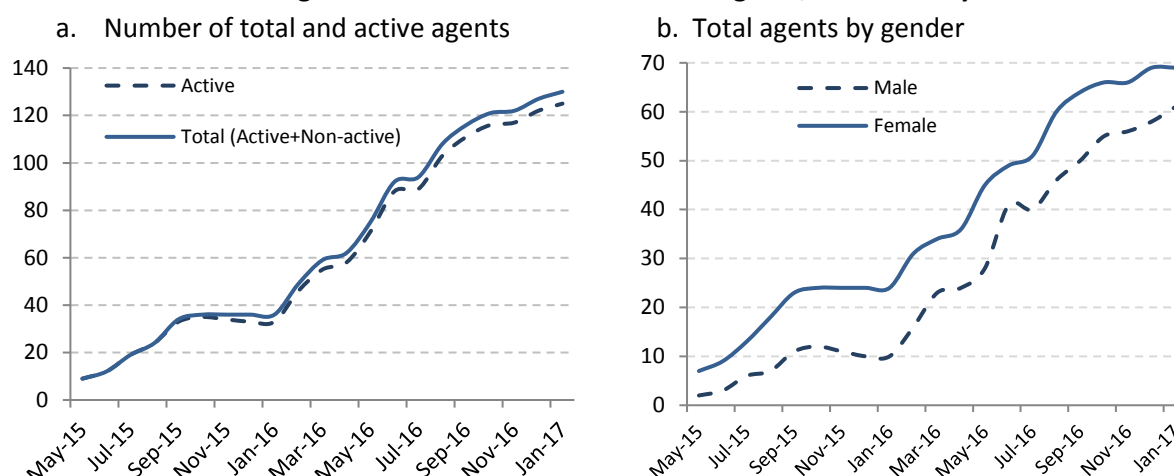 a. Number of total and active agents
140
120
100
80
60
40
20
0
Active
Total (Active+Non-active)
May-15
Jul-15
Sep-15
Nov-15
Jan-16
Mar-16
May-16
Jul-16
Sep-16
Nov-16
Jan-17
b. Total agents by gender
70
60
50
40
30
20
10
0
Male
Female
May-15
Jul-15
Sep-15
Nov-15
Jan-16
Mar-16
May-16
Jul-16
Sep-16
Nov-16
Jan-17